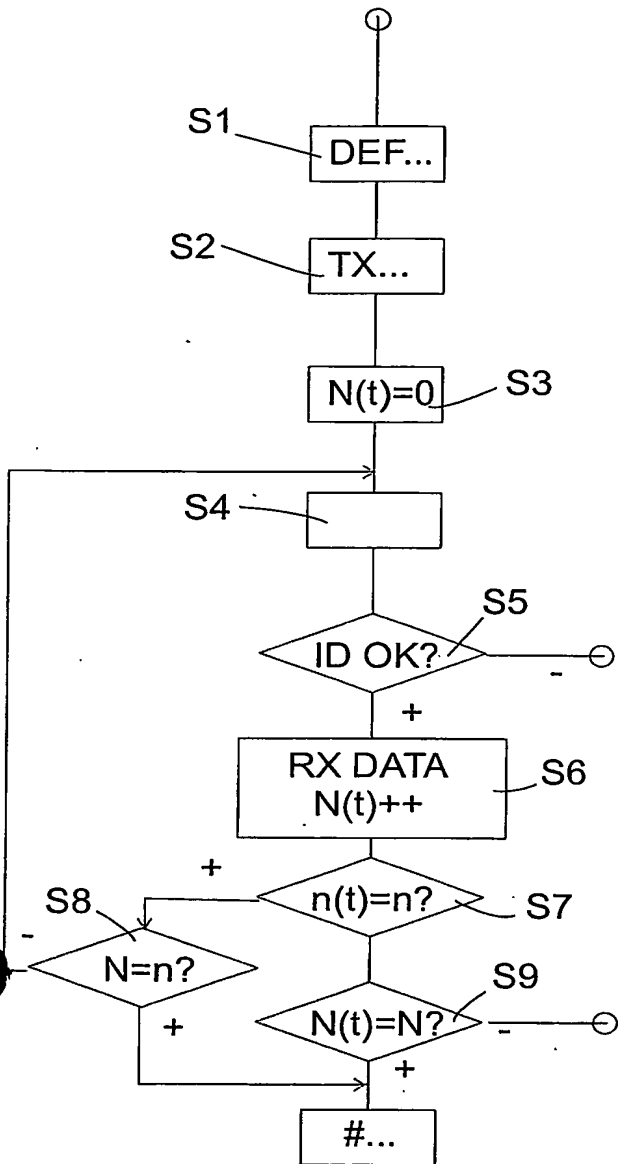 S1
DEF...
S2
TX...
N(t)=0
S3
S4
S5
ID OK?
-
+
RX DATA
N(t)++
S6
+
n(t)=n?
S7
S8
-
N=n?
+
S9
N(t)=N?
-
+
#...